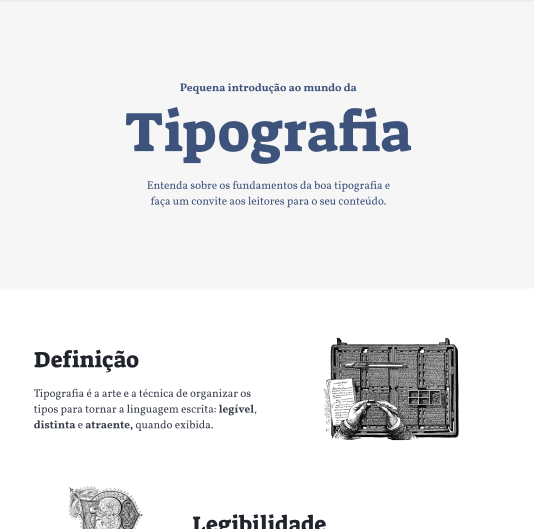 Pequena introdução ao mundo da
Tipografia
Entenda sobre os fundamentos da boa tipografia e
faça um convite aos leitores para o seu conteúdo.
Definição
Tipografia é a arte e a técnica de organizar os
tipos para tornar a linguagem escrita: legível,
distinta e atraente, quando exibida.
Legibilidade